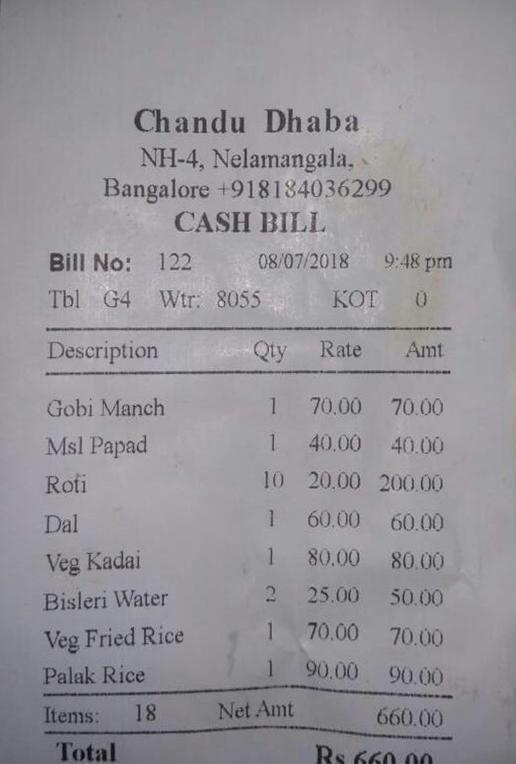 Chandu Dhaba
NH-4, Nelamangala,
Bangalore +918184036299
CASH BILL
Bill No: 122 08/07/2018 9:48 pm
Tbl G4 Wtr: 8055 KOT 0
Description Qty Rate Amt
Gobi Manch 1 70.00 70.00
Msl Papad 1 40.00 40.00
Roti 10 20.00 200.00
Dal 1 60.00 60.00
Veg Kadai 1 80.00 80.00
Bisleri Water 2 25.00 50.00
Veg Fried Rice 1 70.00 70.00
Palak Rice 1 90.00 90.00
Items: 18 Net Amt 660.00
Total Rs 660.00